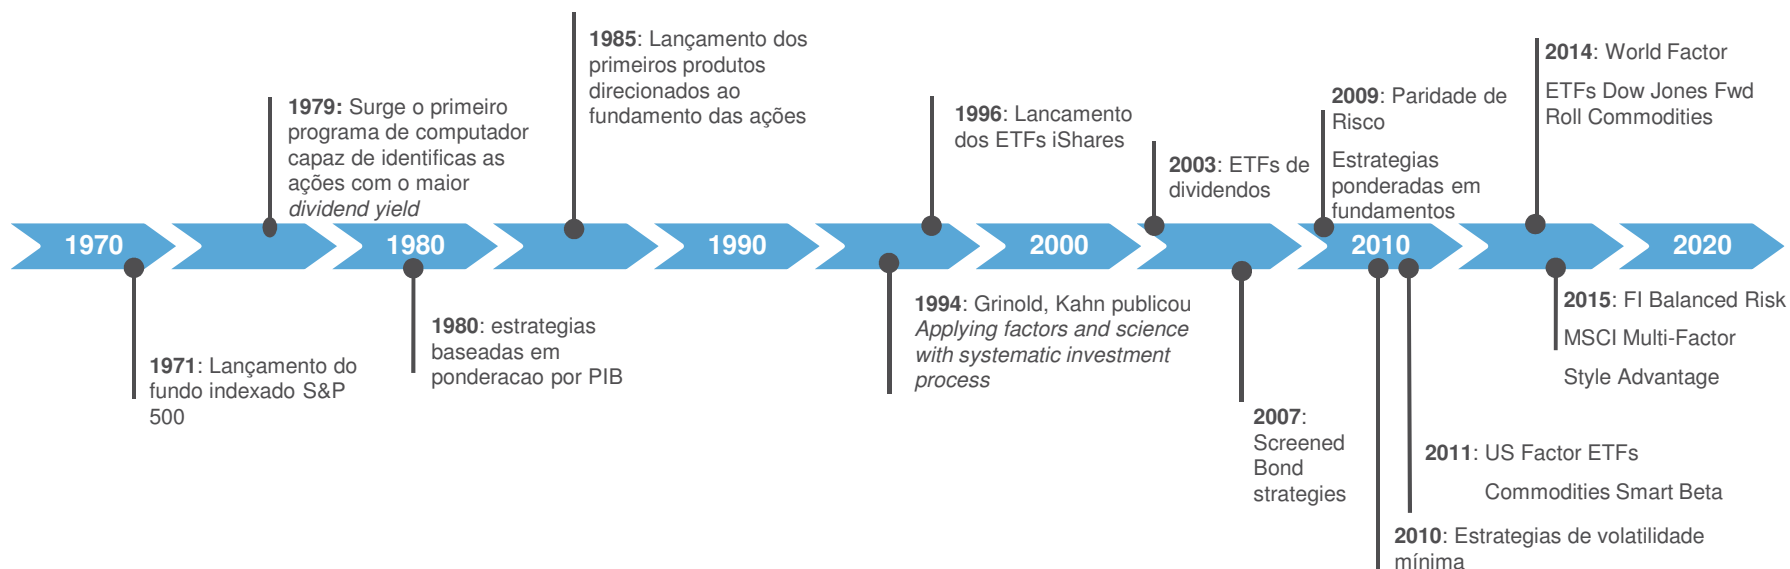 1985: Lançamento dos
primeiros produtos
direcionados ao
fundamento das ações
2014: World Factor
ETFs Dow Jones Fwd
Roll Commodities
1979: Surge o primeiro
programa de computador
capaz de identificas as
ações com o maior
dividend yield
1996: Lancamento
dos ETFs iShares
2009: Paridade de
Risco
Estrategias
ponderadas em
fundamentos
2003: ETFs de
dividendos
1970
1980
1990
2000
2010
2020
1971: Lançamento do
fundo indexado S&P
500
1980: estrategias
baseadas em
ponderacao por PIB
1994: Grinold, Kahn publicou
Applying factors and science
with systematic investment
process
2007:
Screened
Bond
strategies
2015: FI Balanced Risk
MSCI Multi-Factor
Style Advantage
2011: US Factor ETFs
Commodities Smart Beta
2010: Estrategias de volatilidade
mínima